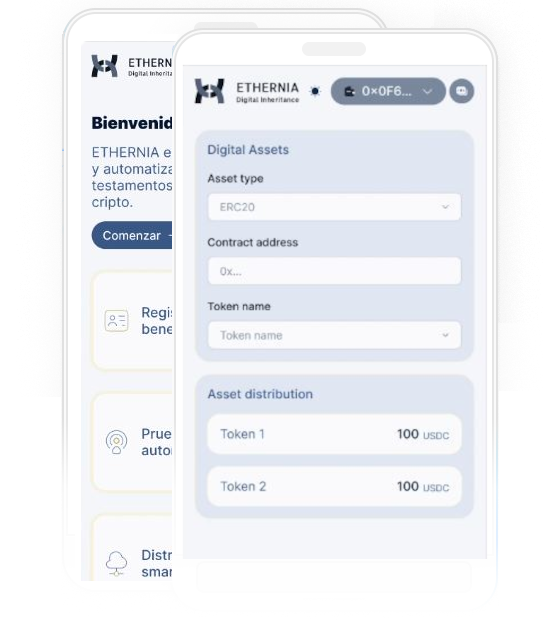 ETHERN
Digital Inherita
Bienvenid
ETHERNIA e
y automatiza
testamentos
cripto.
Comenzar
Regi
bene
Prue
auto
Distr
smar
ETHERNIA
Digital Inheritance
0×0F6...
Digital Assets
Asset type
ERC20
Contract address
0x...
Token name
Token name
Asset distribution
Token 1 100 USDC
Token 2 100 USDC